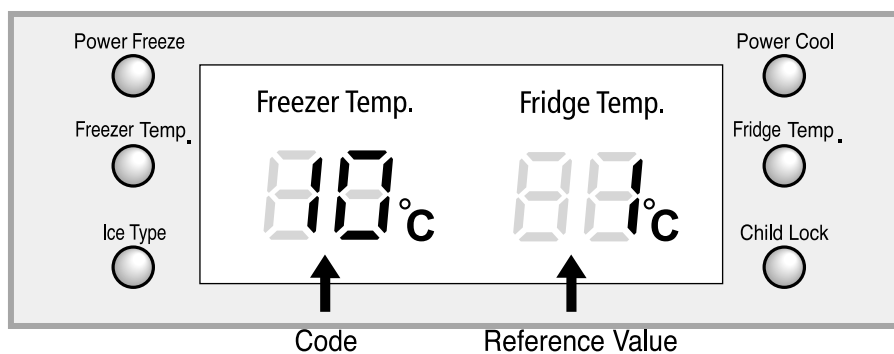 Power Freeze
Power Cool
Freezer Temp.
Fridge Temp.
Freezer Temp.
Fridge Temp.
10°C
1°C
Ice Type
Child Lock
Code
Reference Value